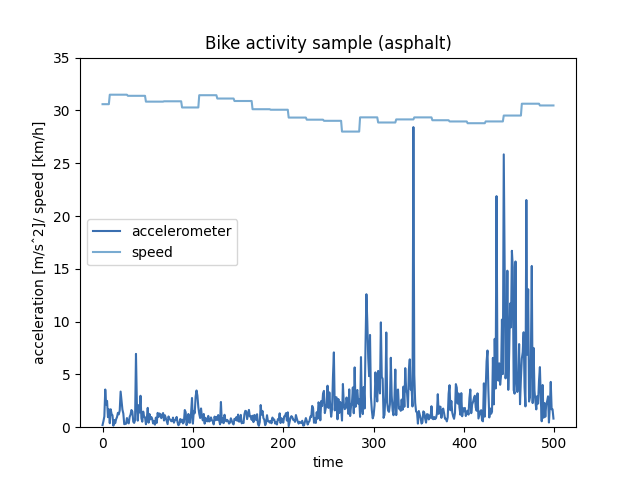 Bike activity sample (asphalt)
35
30
25
20
15
10
5
0
acceleration [m/sˆ2]/ speed [km/h]
accelerometer
speed
0 100 200 300 400 500
time